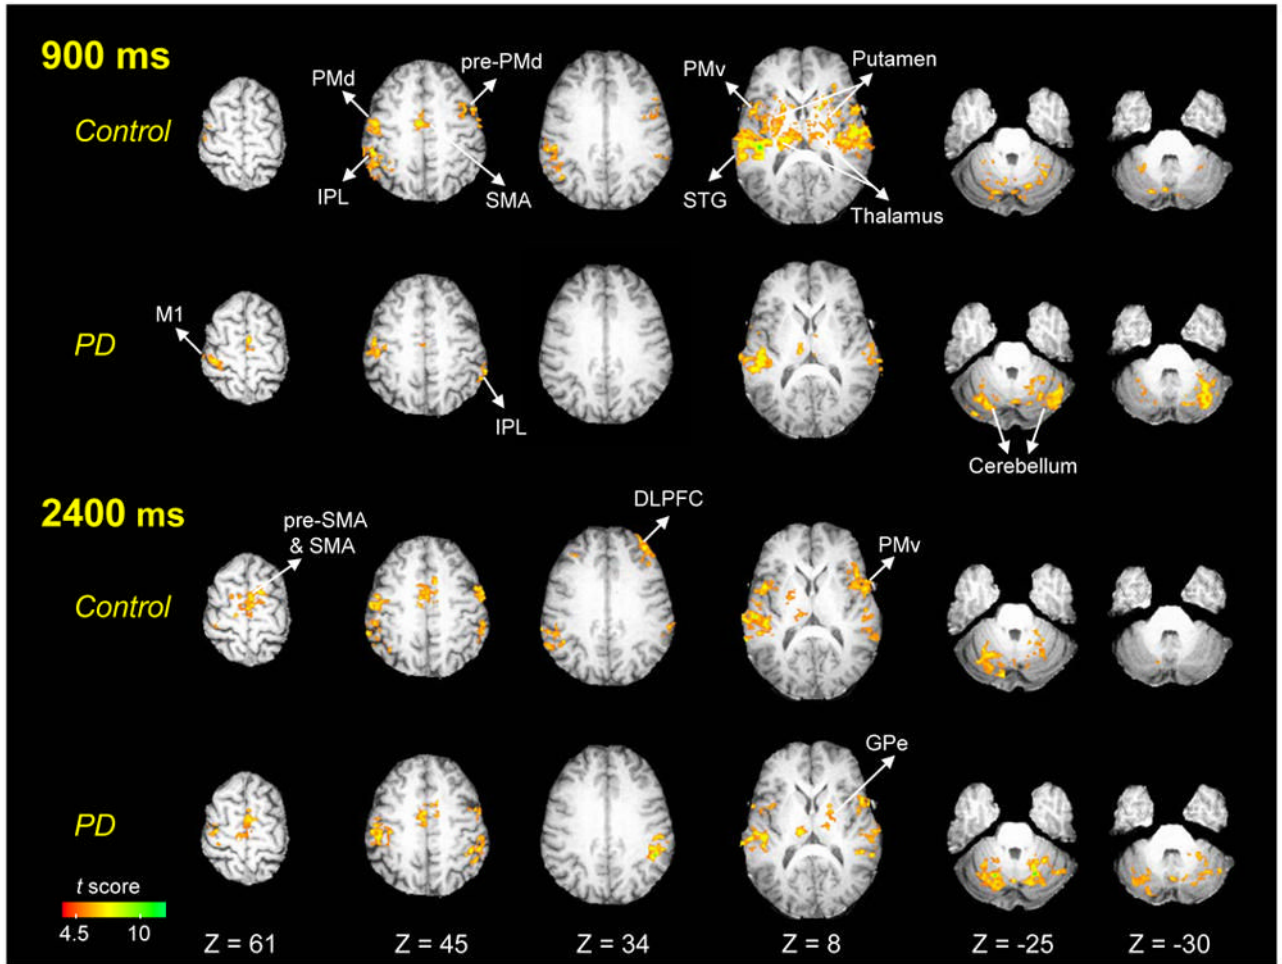 900 ms
Control
PMd
pre-PMd
IPL
SMA
PMv
Putamen
STG
Thalamus
PD
M1
IPL
Cerebellum
2400 ms
Control
pre-SMA
& SMA
DLPFC
PMv
PD
GPe
t score
4.5 10
Z = 61 Z = 45 Z = 34 Z = 8 Z = -25 Z = -30